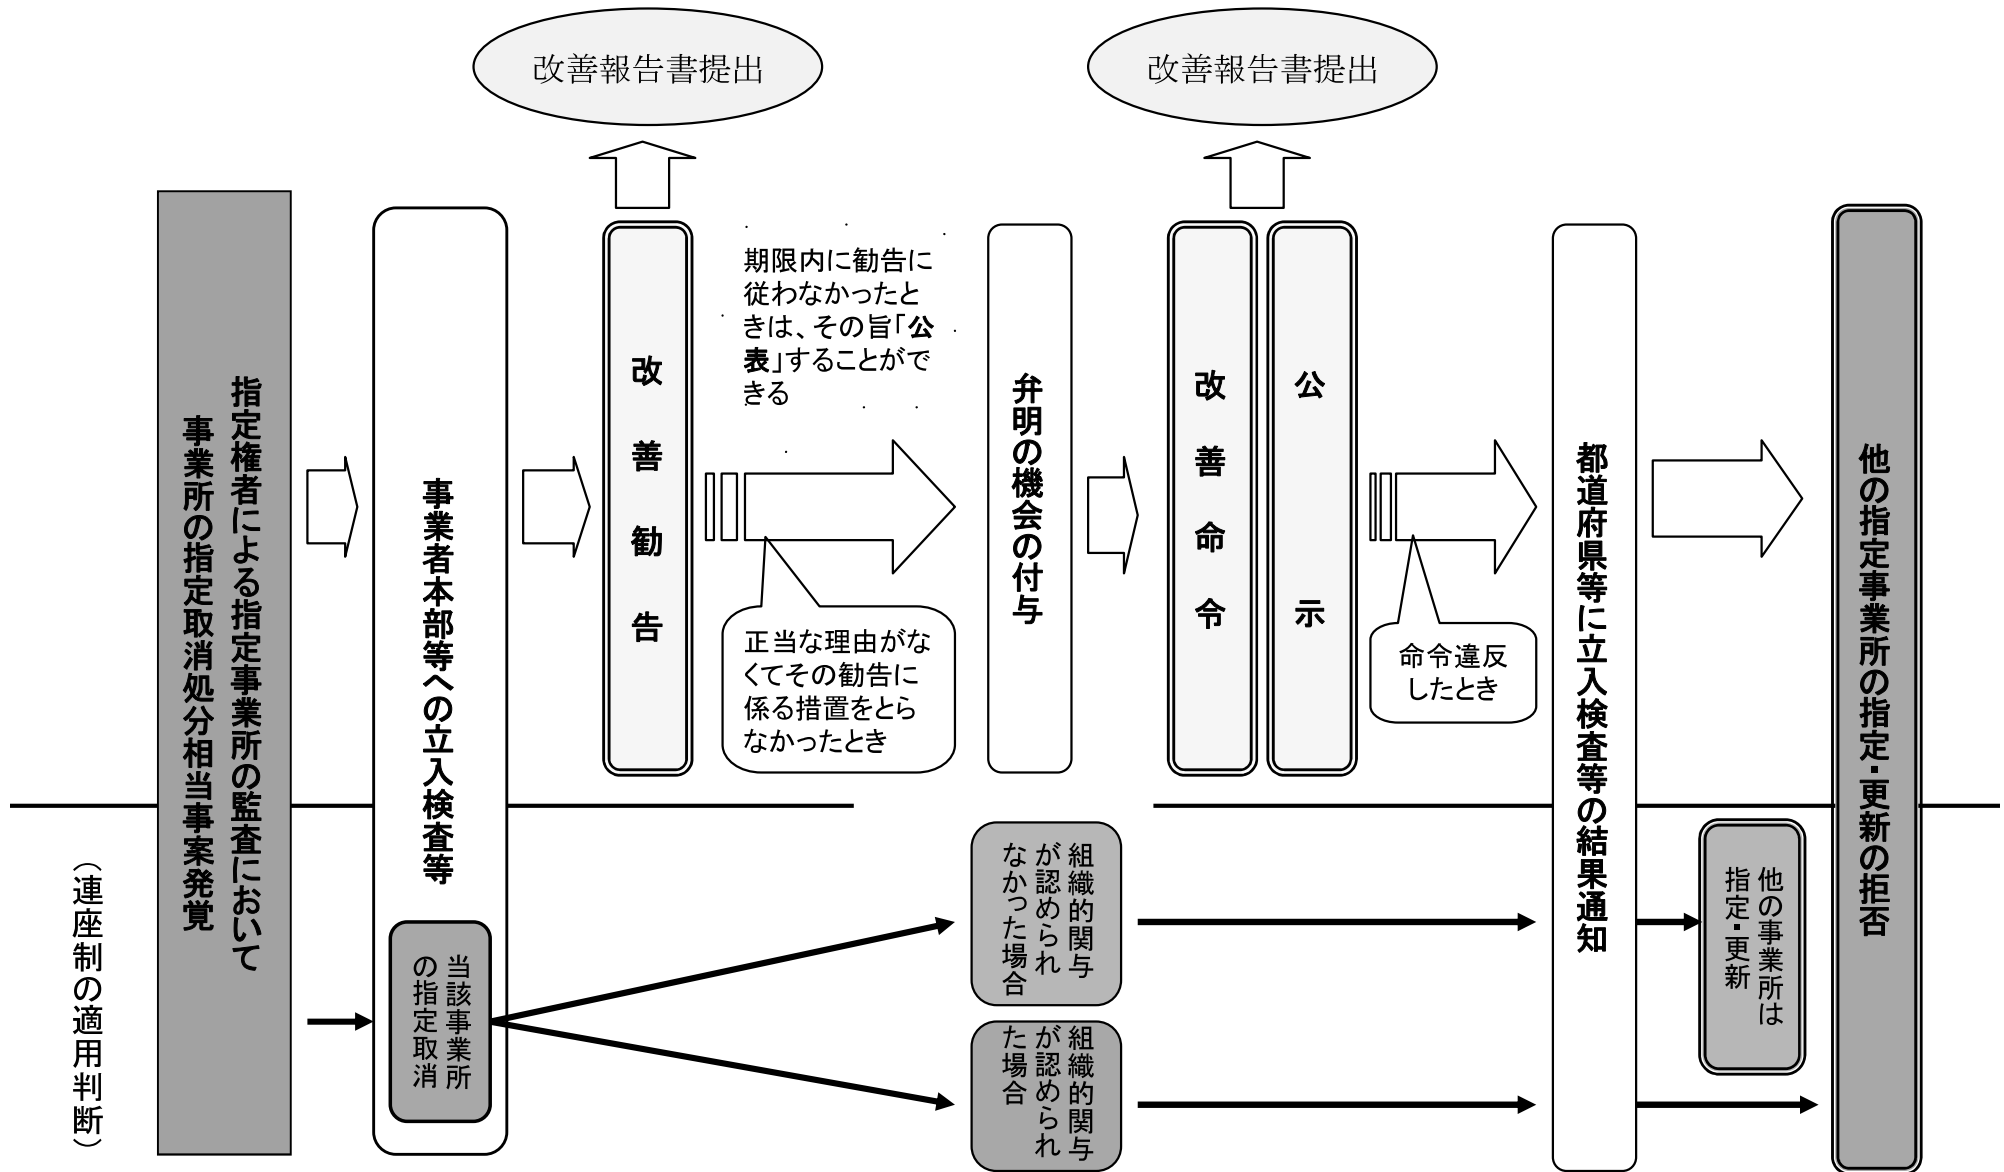 改善報告書提出
改善報告書提出
指定権者による指定事業所の監査において
事業所の指定取消処分相当事案発覚
事業者本部等への立入検査等
改善勧告
期限内に勧告に
従わなかったと
きは、その旨「公
表」することがで
きる
正当な理由がな
くてその勧告に
係る措置をとら
なかったとき
弁明の機会の付与
改善命令
公示
命令違反
したとき
都道府県等に立入検査等の結果通知
他の指定事業所の指定・更新の拒否
（連座制の適用判断）
当該事業所
の指定取消
組織的関与
が認められ
なかった場合
組織的関与
が認められ
た場合
他の事業所は
指定・更新